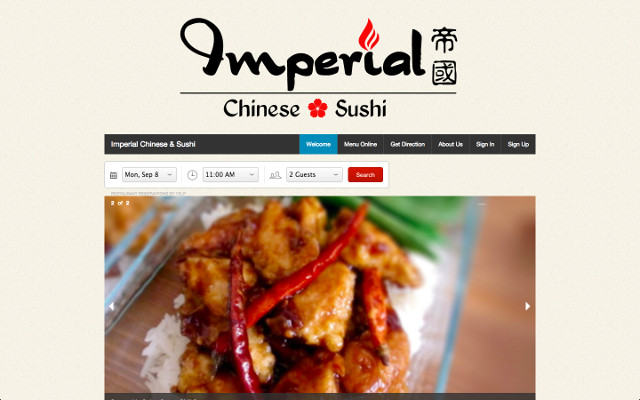 Imperial
帝
國
Chinese Sushi
Imperial Chinese & Sushi Welcome Menu Online Get Direction About Us Sign In Sign Up
Mon, Sep 8 11:00 AM 2 Guests Search
RESTAURANT RESERVATIONS BY YELP
2 of 2